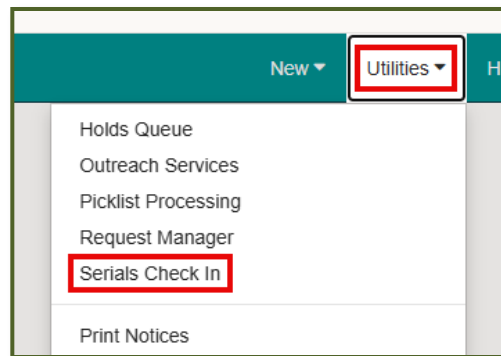 New Utilities H
Holds Queue
Outreach Services
Picklist Processing
Request Manager
Serials Check In
Print Notices